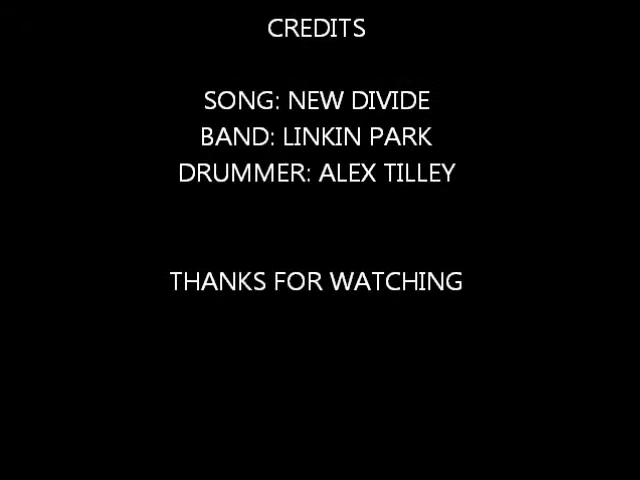 CREDITS
SONG: NEW DIVIDE
BAND: LINKIN PARK
DRUMMER: ALEX TILLEY
THANKS FOR WATCHING